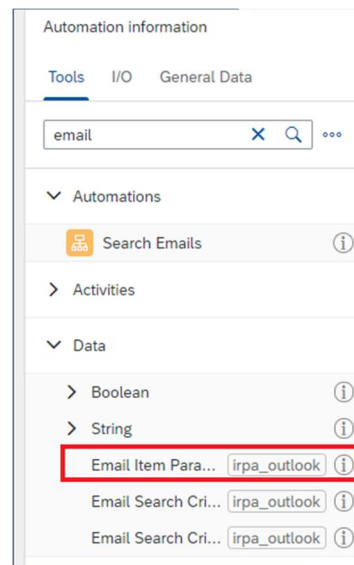 Automation information
Tools I/O General Data
email
Automations
Search Emails
Activities
Data
Boolean
String
Email Item Para... irpa_outlook
Email Search Cri... irpa_outlook
Email Search Cri... irpa_outlook